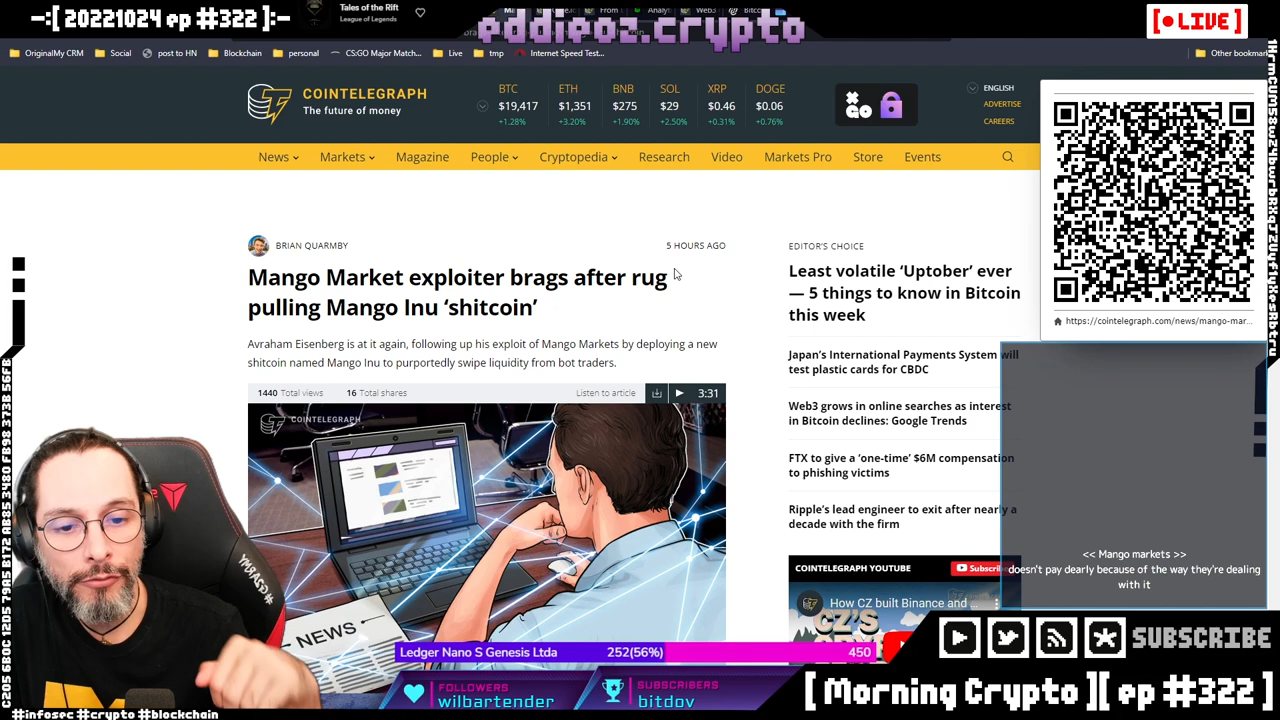 -:[ 20221024 ep #322 ]:-
Tales of the Rift
League of Legends
eddieoz.crypto
[ LIVE ]
OriginalMy CRM
Social
post to HN
Blockchain
personal
CS:GO Major Match...
Live
tmp
Internet Speed Test...
Other bookmar
COINTELEGRAPH
The future of money
BTC ETH BNB SOL XRP DOGE
$19,417 $1,351 $275 $29 $0.46 $0.06
+1.28% +3.20% +1.90% +2.50% +0.31% +0.76%
ENGLISH
ADVERTISE
CAREERS
News Markets Magazine People Cryptopedia Research Video Markets Pro Store Events
https://cointelegraph.com/news/mango-mar...
BRIAN QUARMBY
5 HOURS AGO
Mango Market exploiter brags after rug
pulling Mango Inu ‘shitcoin’
Avraham Eisenberg is at it again, following up his exploit of Mango Markets by deploying a new
shitcoin named Mango Inu to purportedly swipe liquidity from bot traders.
1440 Total views 16 Total shares Listen to article 3:31
COINTELEGRAPH
NEWS
EDITOR’S CHOICE
Least volatile ‘Uptober’ ever
— 5 things to know in Bitcoin
this week
Japan’s International Payments System will
test plastic cards for CBDC
Web3 grows in online searches as interest
in Bitcoin declines: Google Trends
FTX to give a ‘one-time’ $6M compensation
to phishing victims
Ripple’s lead engineer to exit after nearly a
decade with the firm
COINTELEGRAPH YOUTUBE
Subscrib
How CZ built Binance and ...
CZ'S
<< Mango markets >>
doesn't pay dearly because of the way they're dealing
with it
Ledger Nano S Genesis Ltda 252(56%) 450
FOLLOWERS
wilbartender
SUBSCRIBERS
bitdov
SUBSCRIBE
[ Morning Crypto ][ ep #322 ]
#infosec #crypto #blockchain